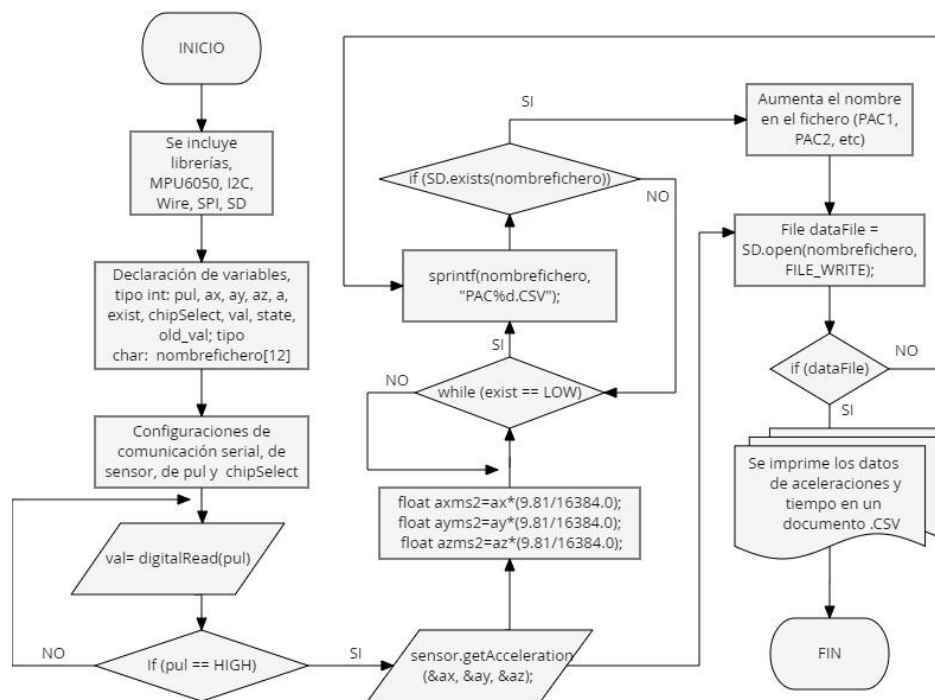 INICIO
Se incluye
librerías,
MPU6050, I2C,
Wire, SPI, SD
Declaración de variables,
tipo int: pul, ax, ay, az, a,
exist, chipSelect, val, state,
old_val; tipo
char: nombrefichero[12]
Configuraciones de
comunicación serial, de
sensor, de pul y chipSelect
val= digitalRead(pul)
If (pul == HIGH)
NO
SI
sensor.getAcceleration
(&ax, &ay, &az);
float axms2=ax*(9.81/16384.0);
float ayms2=ay*(9.81/16384.0);
float azms2=az*(9.81/16384.0);
while (exist == LOW)
NO
SI
sprintf(nombrefichero,
"PAC%d.CSV");
if (SD.exists(nombrefichero))
SI
NO
Aumenta el nombre
en el fichero (PAC1,
PAC2, etc)
File dataFile =
SD.open(nombrefichero,
FILE_WRITE);
if (dataFile)
NO
SI
Se imprime los datos
de aceleraciones y
tiempo en un
documento .CSV
FIN